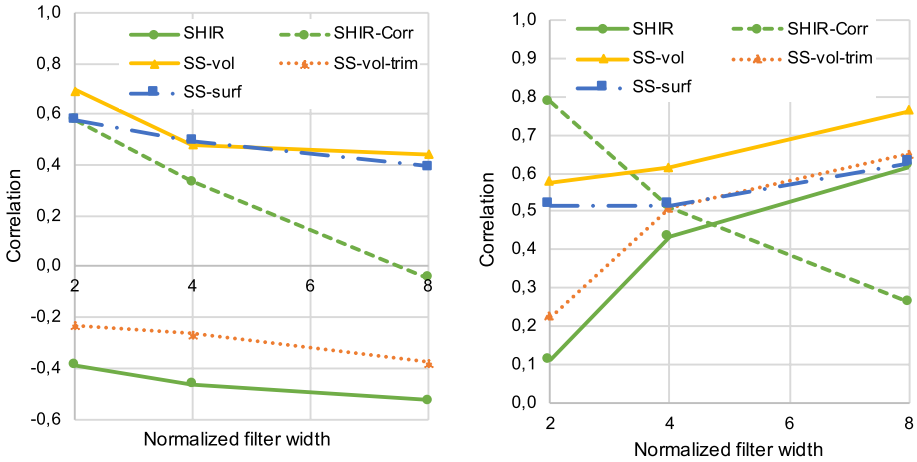 1,0
0,8
0,6
0,4
0,2
0,0
-0,2
-0,4
-0,6
2 4 6 8
Correlation
Normalized filter width
SHIR SHIR-Corr
SS-vol SS-vol-trim
SS-surf
1,0
0,9
0,8
0,7
0,6
0,5
0,4
0,3
0,2
0,1
0,0
2 4 6 8
Correlation
Normalized filter width
SHIR SHIR-Corr
SS-vol SS-vol-trim
SS-surf